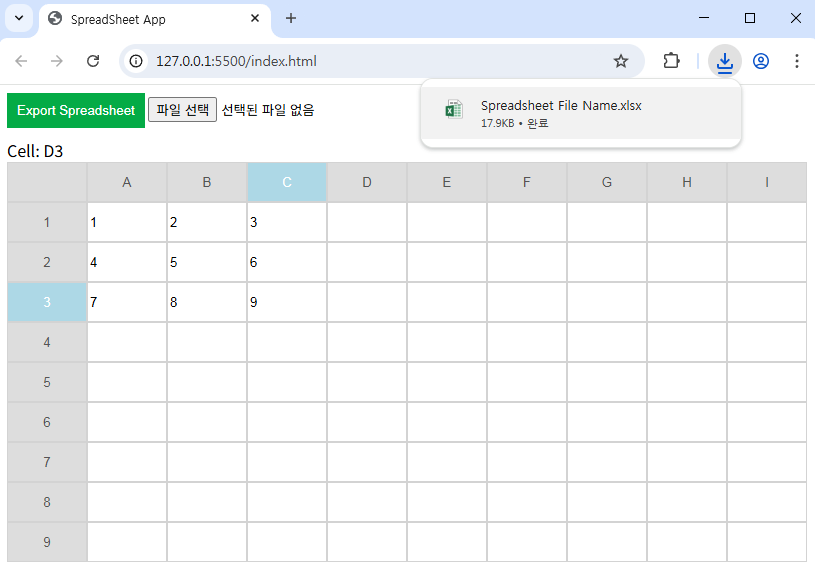 SpreadSheet App
127.0.0.1:5500/index.html
Spreadsheet File Name.xlsx
17.9KB • 완료
Export Spreadsheet 파일 선택 선택된 파일 없음
Cell: D3
A B C D E F G H I
1 1 2 3
2 4 5 6
3 7 8 9
4
5
6
7
8
9